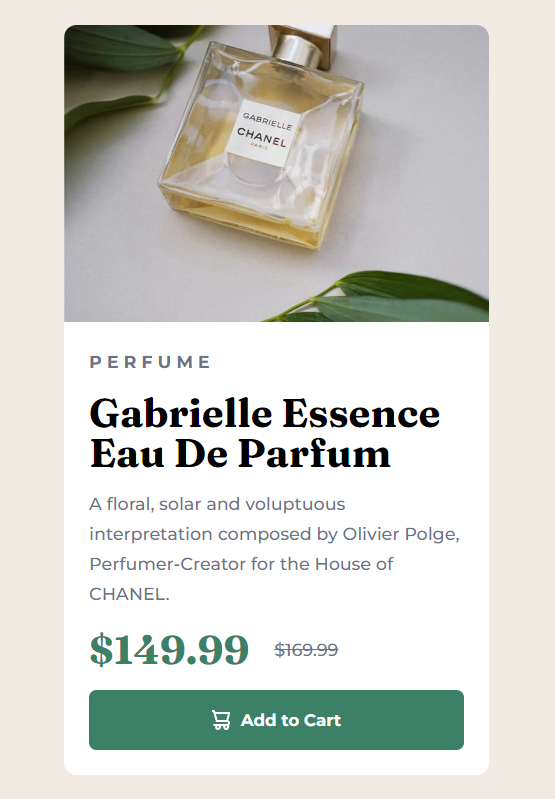 GABRIELLE
CHANEL
PARIS
PERFUME
Gabrielle Essence
Eau De Parfum
A floral, solar and voluptuous
interpretation composed by Olivier Polge,
Perfumer-Creator for the House of
CHANEL.
$149.99 $169.99
Add to Cart